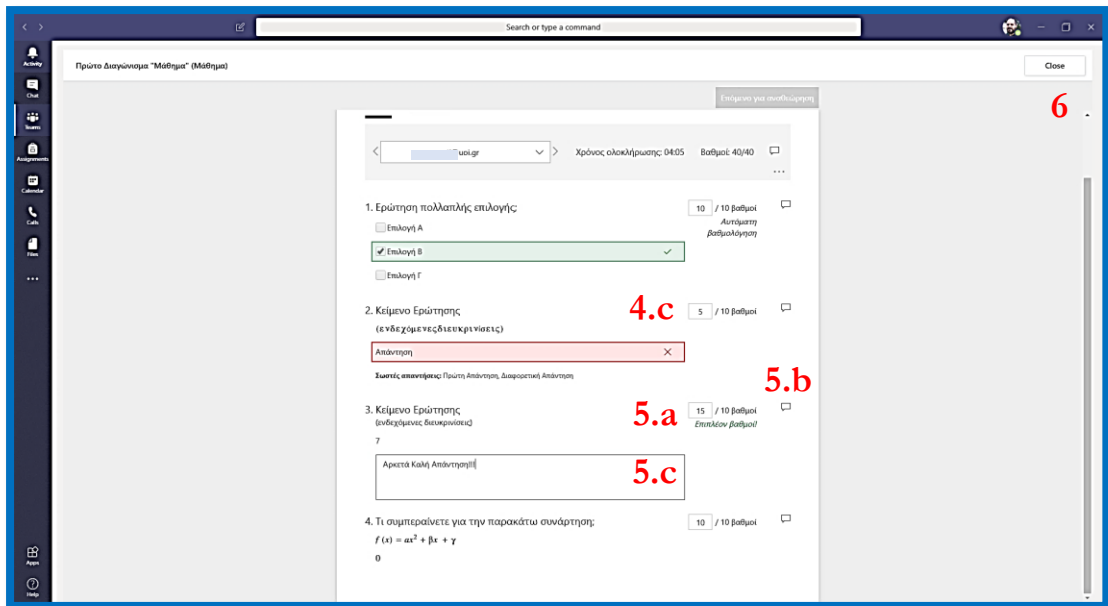 Search or type a command
Activity
Chat
Teams
Assignments
Calendar
Calls
Files
Apps
Help
Πρώτο Διαγώνισμα "Μάθημα" (Μάθημα)
Close
6
Επόμενο για αναθεώρηση
uoi.gr
Χρόνος ολοκλήρωσης: 04:05
Βαθμοί: 40/40
1. Ερώτηση πολλαπλής επιλογής;
10 / 10 βαθμοί
Αυτόματη
βαθμολόγηση
Επιλογή Α
Επιλογή Β
Επιλογή Γ
2. Κείμενο Ερώτησης
4.c
5 / 10 βαθμοί
(ενδεχόμενεςδιευκρινίσεις)
Απάντηση
Σωστές απαντήσεις: Πρώτη Απάντηση, Διαφορετική Απάντηση
5.b
3. Κείμενο Ερώτησης
5.a
15 / 10 βαθμοί
(ενδεχόμενες διευκρινίσεις)
Επιπλέον βαθμοί!
7
Αρκετά Καλή Απάντηση!!!
5.c
4. Τι συμπεραίνετε για την παρακάτω συνάρτηση;
10 / 10 βαθμοί
f (x) = αx² + βx + γ
0